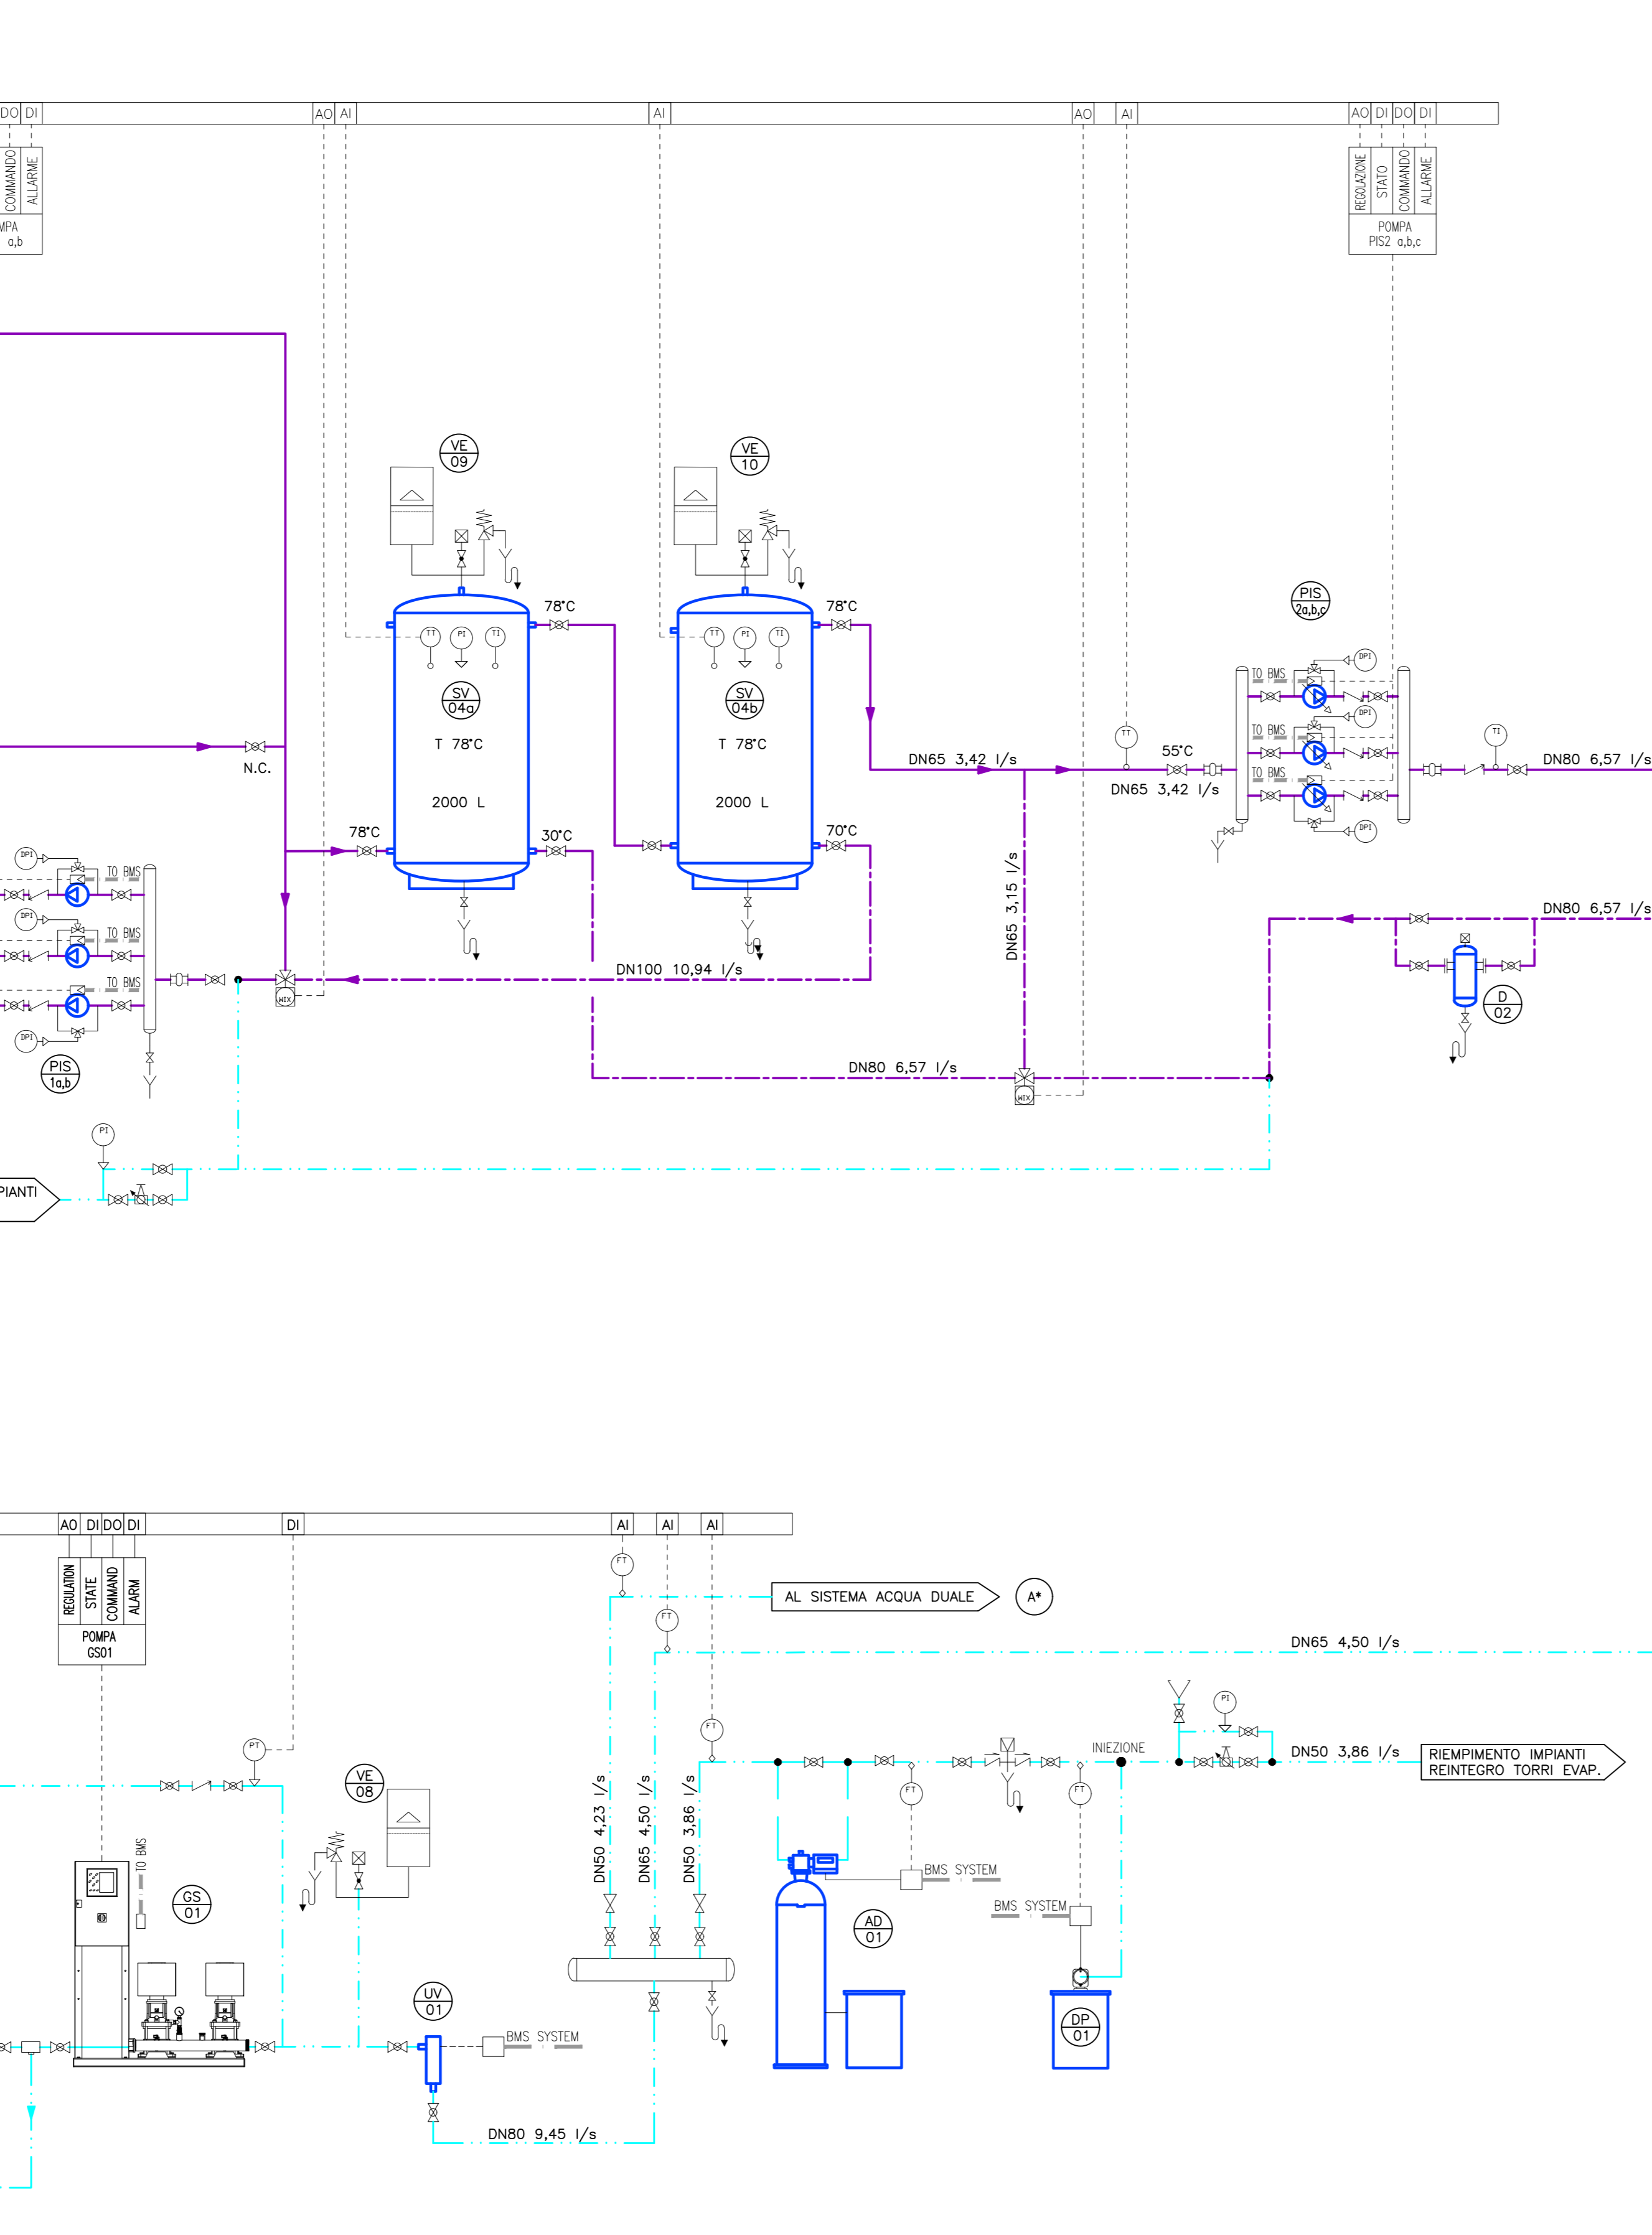 DO DI
AO AI
AI
AO
AI
AO DI DO DI
COMMANDO
ALLARME
MPA
a,b
REGOLAZIONE
STATO
COMMANDO
ALLARME
POMPA
PIS2 a,b,c
VE
09
VE
10
78°C
78°C
TT
PI
TI
TT
PI
TI
PIS
2a,b,c
DPI
TO BMS
SV
04a
SV
04b
DPI
TO BMS
T 78°C
T 78°C
TT
TI
N.C.
DN65 3,42 l/s
55°C
DN80 6,57 l/s
TO BMS
DN65 3,42 l/s
2000 L
2000 L
DPI
78°C
30°C
70°C
DPI
TO BMS
DN65 3,15 l/s
DPI
TO BMS
DN80 6,57 l/s
DN100 10,94 l/s
TO BMS
D
02
DPI
PIS
1a,b
DN80 6,57 l/s
PI
PIANTI
AO DI DO DI
DI
AI
AI
AI
REGULATION
STATE
COMMAND
ALARM
POMPA
GS01
FT
AL SISTEMA ACQUA DUALE
A*
FT
DN65 4,50 l/s
FT
PI
PT
INIEZIONE
DN50 3,86 l/s
RIEMPIMENTO IMPIANTI
REINTEGRO TORRI EVAP.
VE
08
FT
FT
DN50 4,23 l/s
DN65 4,50 l/s
DN50 3,86 l/s
TO BMS
BMS SYSTEM
GS
01
BMS SYSTEM
AD
01
UV
01
DP
01
BMS SYSTEM
DN80 9,45 l/s